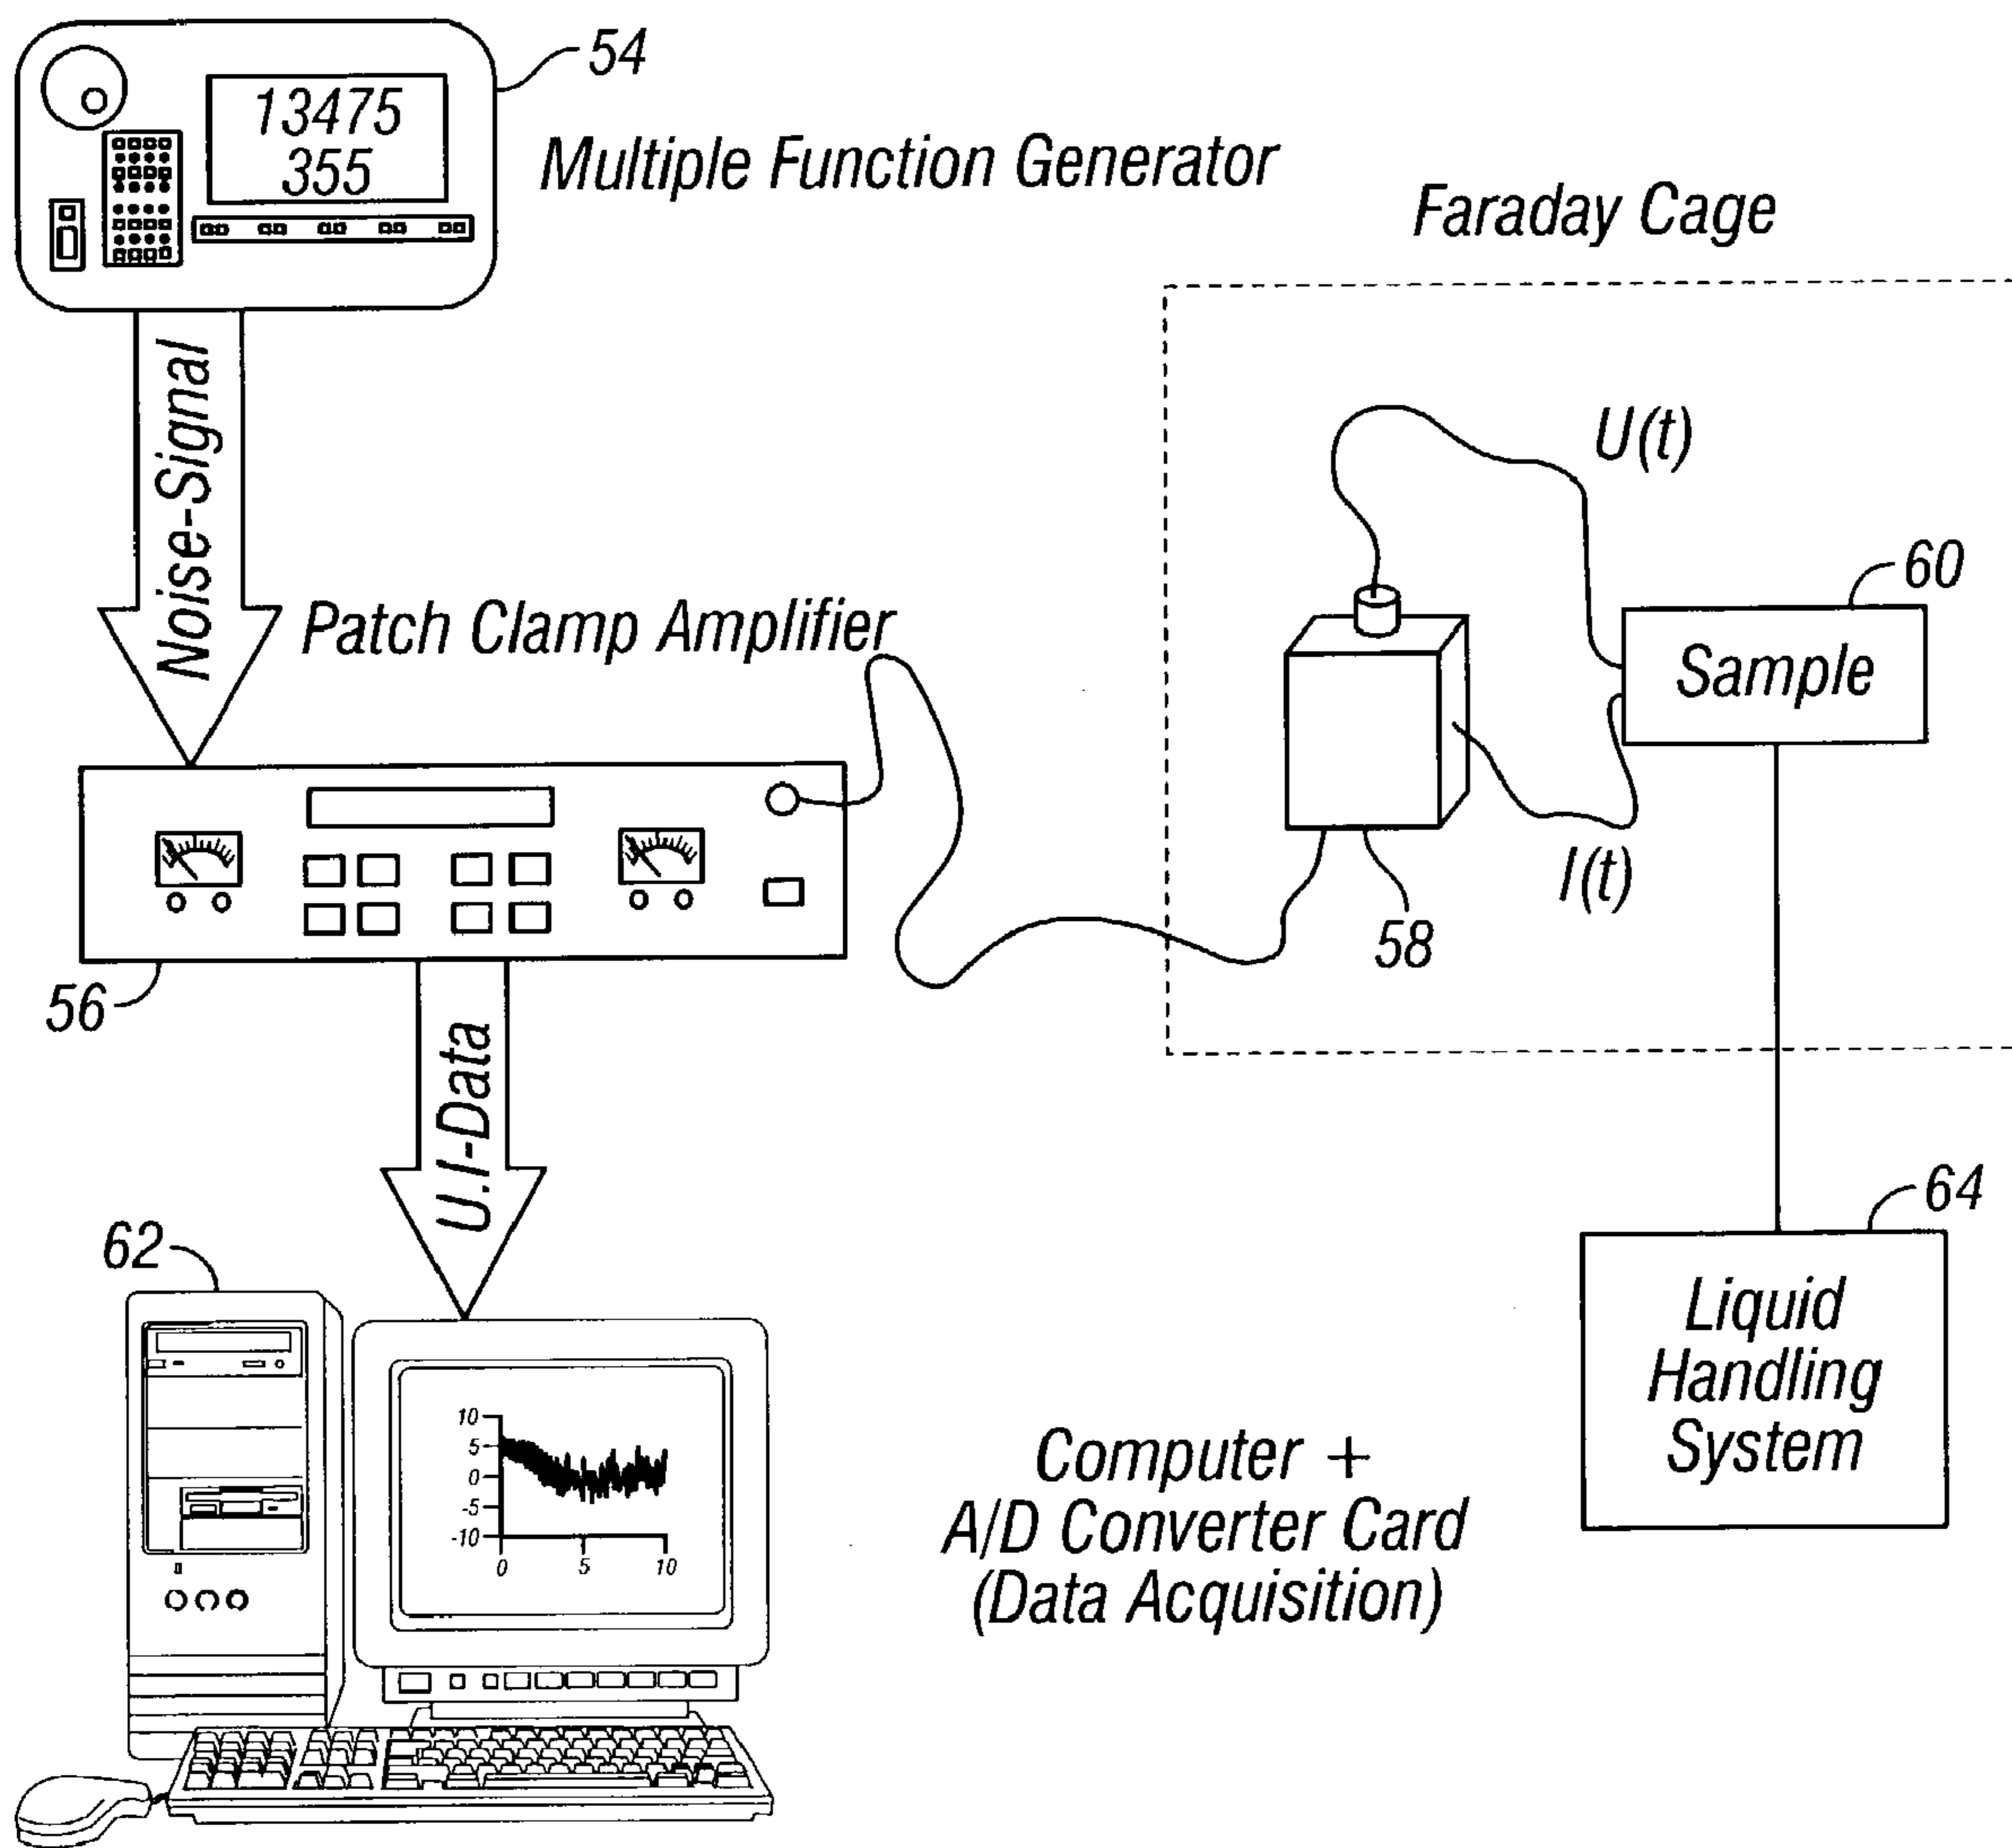 54
13475
355
Multiple Function Generator
Faraday Cage
Noise-Signal
U(t)
60
Sample
Patch Clamp Amplifier
I(t)
58
56
U.I-Data
64
Liquid
Handling
System
62
10
5
0
-5
-10
0
5
10
Computer +
A/D Converter Card
(Data Acquisition)